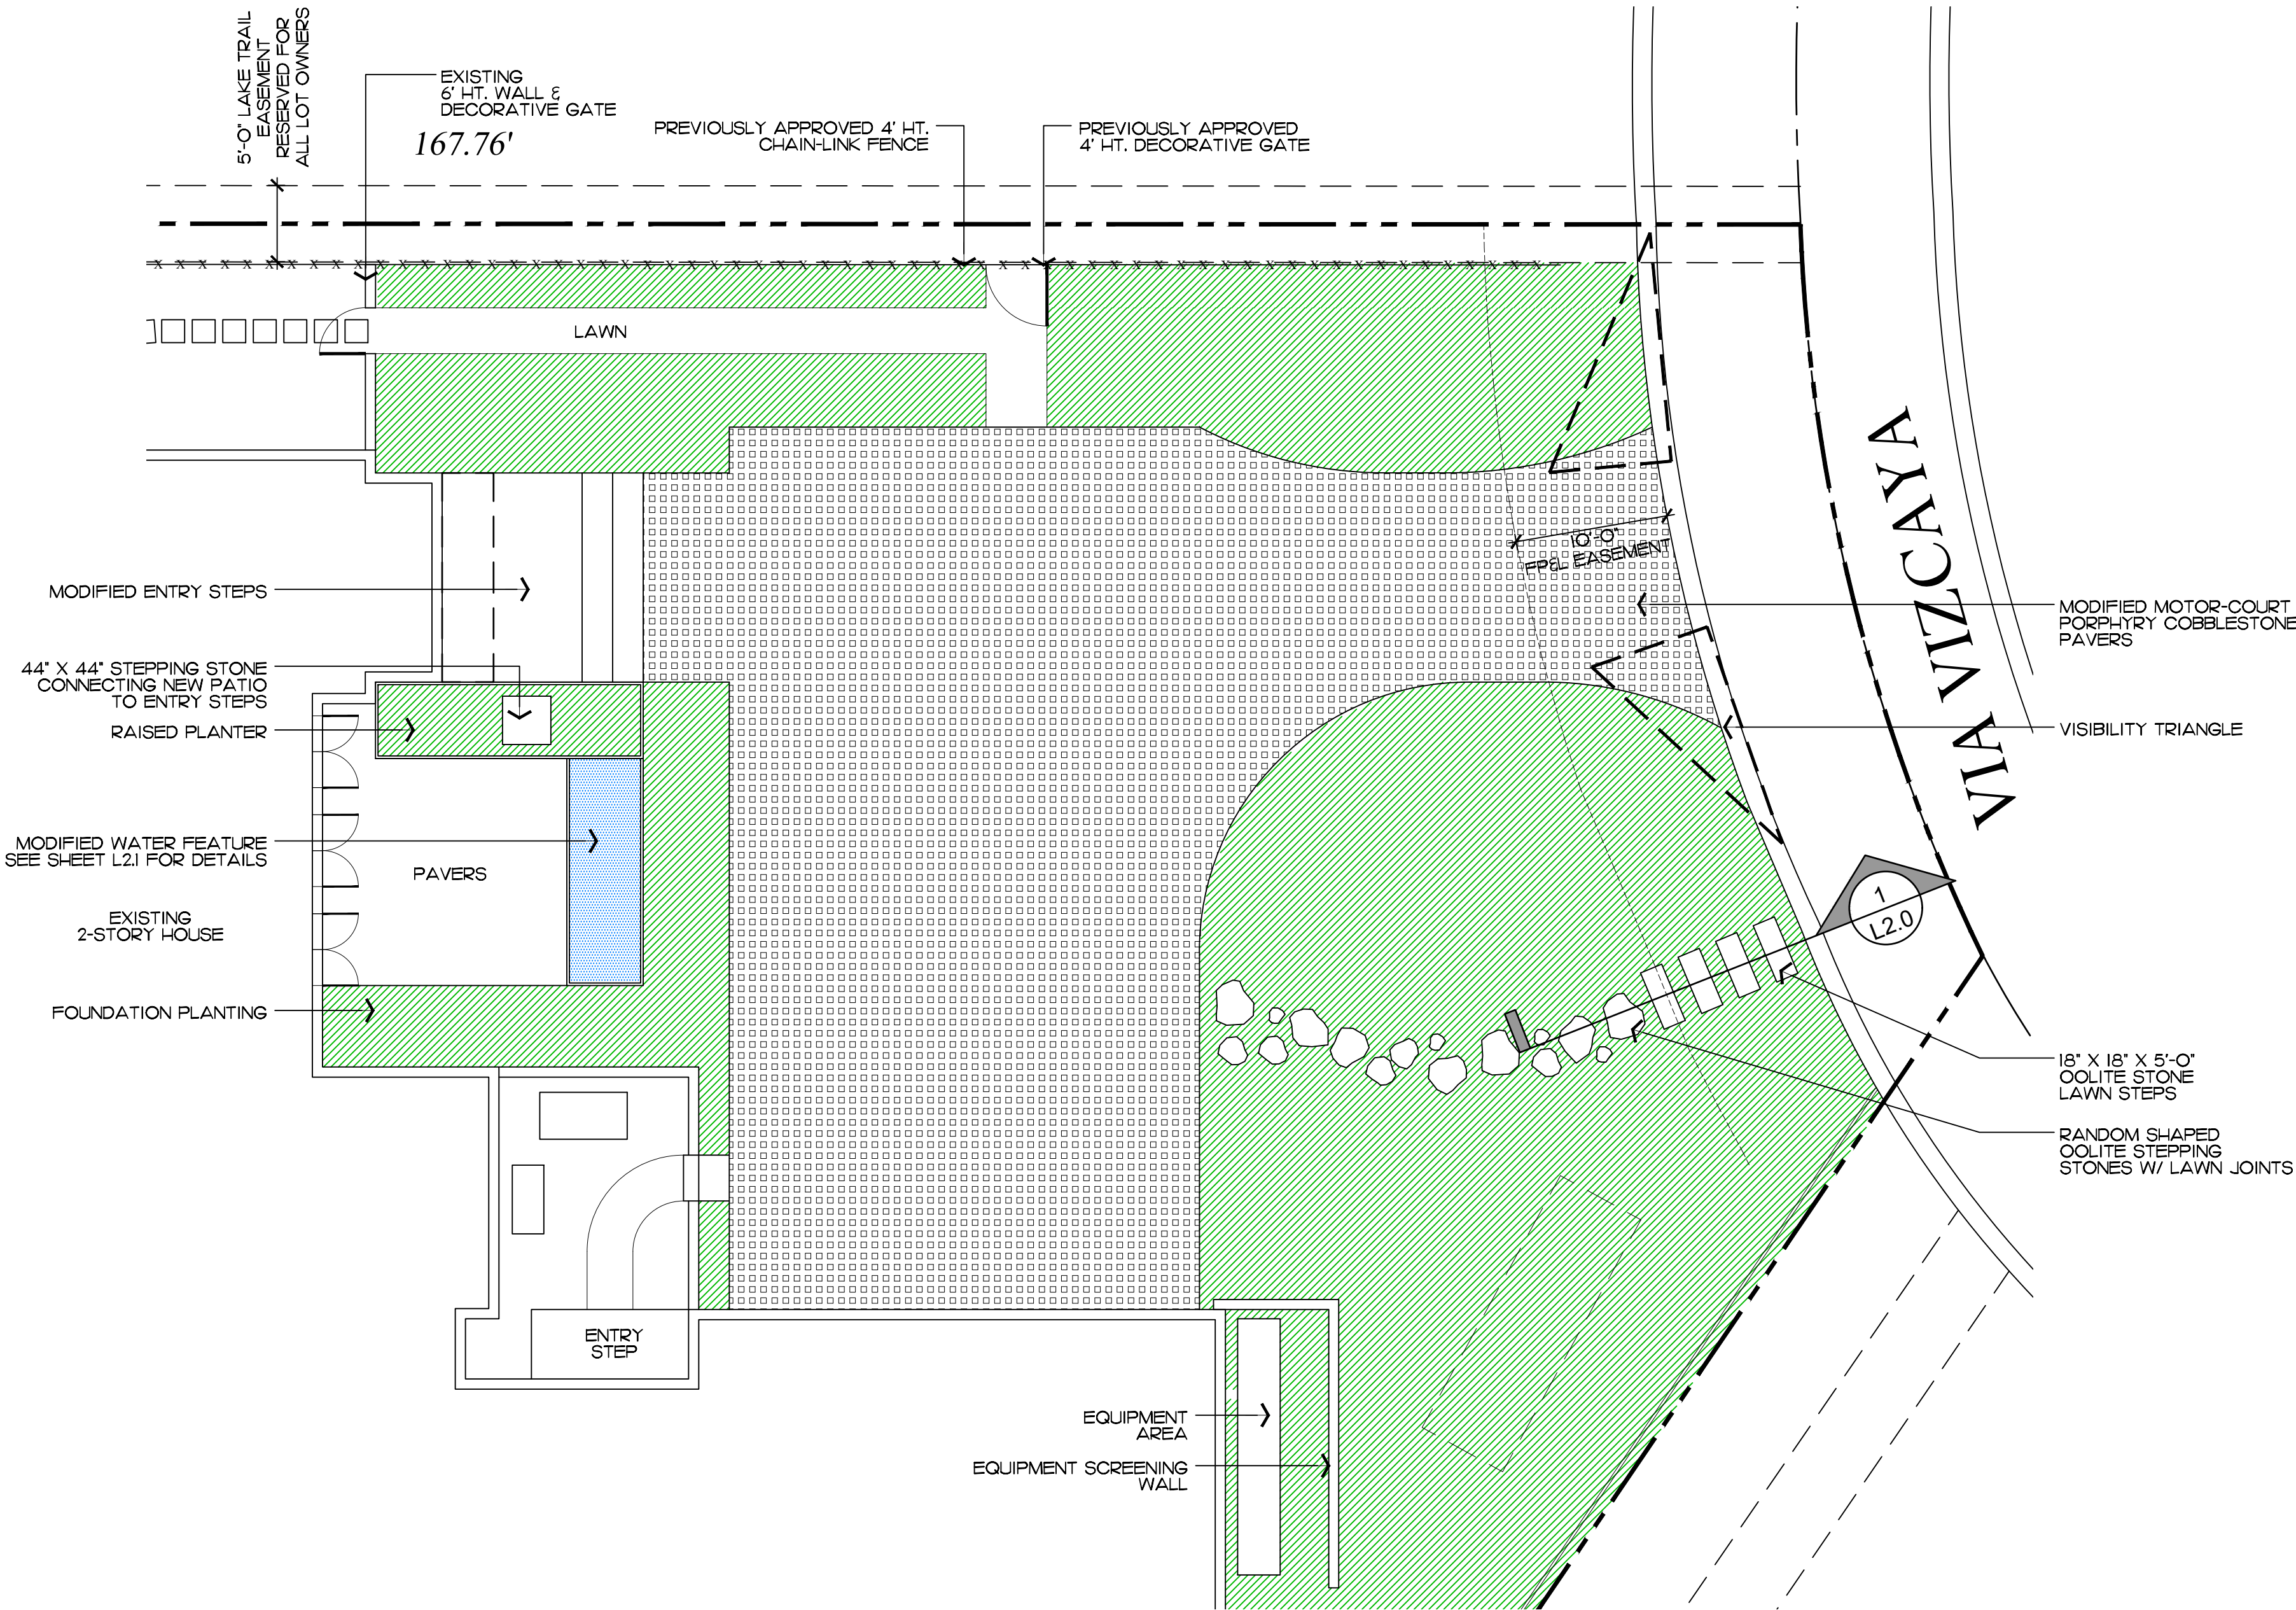 5'-0" LAKE TRAIL
EASEMENT
RESERVED FOR
ALL LOT OWNERS
EXISTING
6' HT. WALL &
DECORATIVE GATE
167.76'
PREVIOUSLY APPROVED 4' HT.
CHAIN-LINK FENCE
PREVIOUSLY APPROVED
4' HT. DECORATIVE GATE
LAWN
10'-0"
FP&L EASEMENT
VIA VIZCAYA
MODIFIED ENTRY STEPS
44" X 44" STEPPING STONE
CONNECTING NEW PATIO
TO ENTRY STEPS
RAISED PLANTER
MODIFIED WATER FEATURE
SEE SHEET L2.1 FOR DETAILS
PAVERS
EXISTING
2-STORY HOUSE
FOUNDATION PLANTING
MODIFIED MOTOR-COURT
PORPHYRY COBBLESTONE
PAVERS
VISIBILITY TRIANGLE
1
L2.0
18" X 18" X 5'-0"
OOLITE STONE
LAWN STEPS
RANDOM SHAPED
OOLITE STEPPING
STONES W/ LAWN JOINTS
ENTRY
STEP
EQUIPMENT
AREA
EQUIPMENT SCREENING
WALL